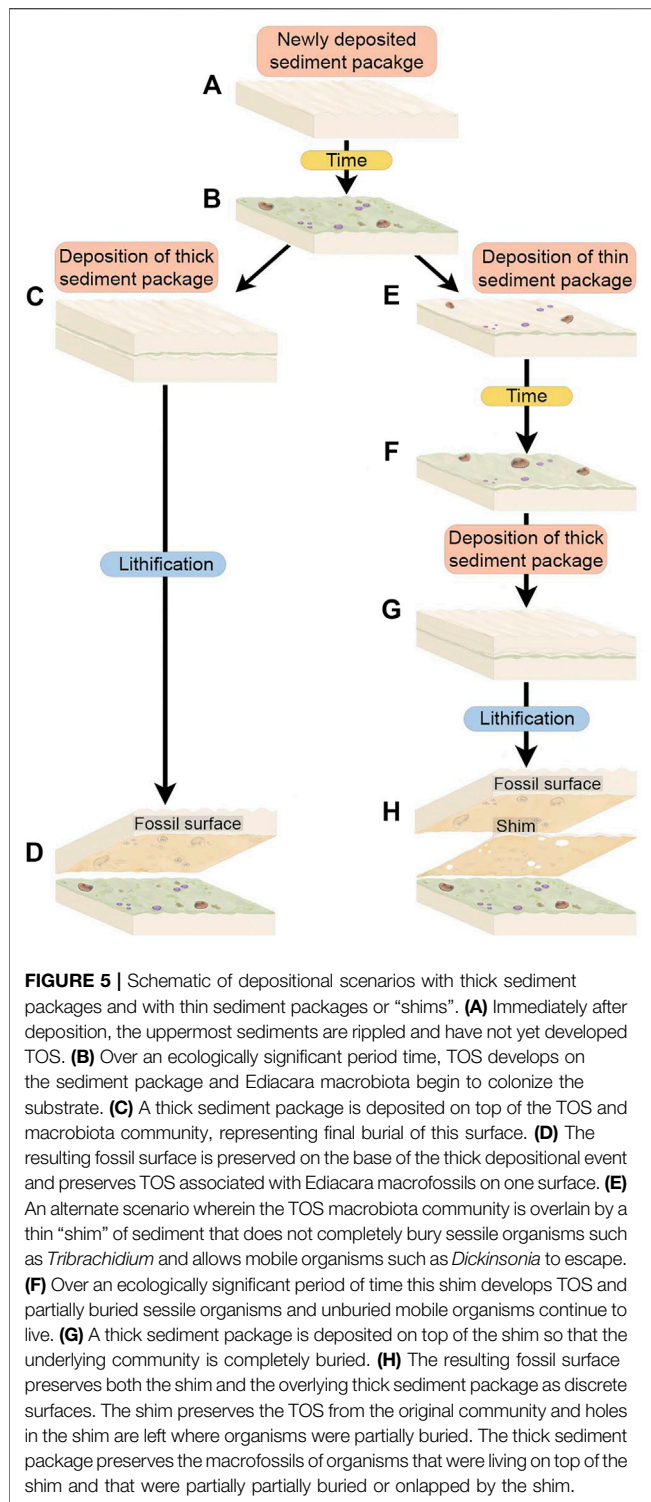 Newly deposited
sediment pacakge
A
Time
B
Deposition of thick
sediment package
C
Deposition of thin
sediment package
E
Time
F
Deposition of thick
sediment package
G
Lithification
Lithification
Fossil surface
H
Shim
Fossil surface
D
FIGURE 5 | Schematic of depositional scenarios with thick sediment
packages and with thin sediment packages or “shims”. (A) Immediately after
deposition, the uppermost sediments are rippled and have not yet developed
TOS. (B) Over an ecologically significant period time, TOS develops on
the sediment package and Ediacara macrobiota begin to colonize the
substrate. (C) A thick sediment package is deposited on top of the TOS and
macrobiota community, representing final burial of this surface. (D) The
resulting fossil surface is preserved on the base of the thick depositional event
and preserves TOS associated with Ediacara macrofossils on one surface. (E)
An alternate scenario wherein the TOS macrobiota community is overlain by a
thin “shim” of sediment that does not completely bury sessile organisms such
as Tribrachidium and allows mobile organisms such as Dickinsonia to escape.
(F) Over an ecologically significant period of time this shim develops TOS and
partially buried sessile organisms and unburied mobile organisms continue to
live. (G) A thick sediment package is deposited on top of the shim so that the
underlying community is completely buried. (H) The resulting fossil surface
preserves both the shim and the overlying thick sediment package as discrete
surfaces. The shim preserves the TOS from the original community and holes
in the shim are left where organisms were partially buried. The thick sediment
package preserves the macrofossils of organisms that were living on top of the
shim and that were partially partially buried or onlapped by the shim.